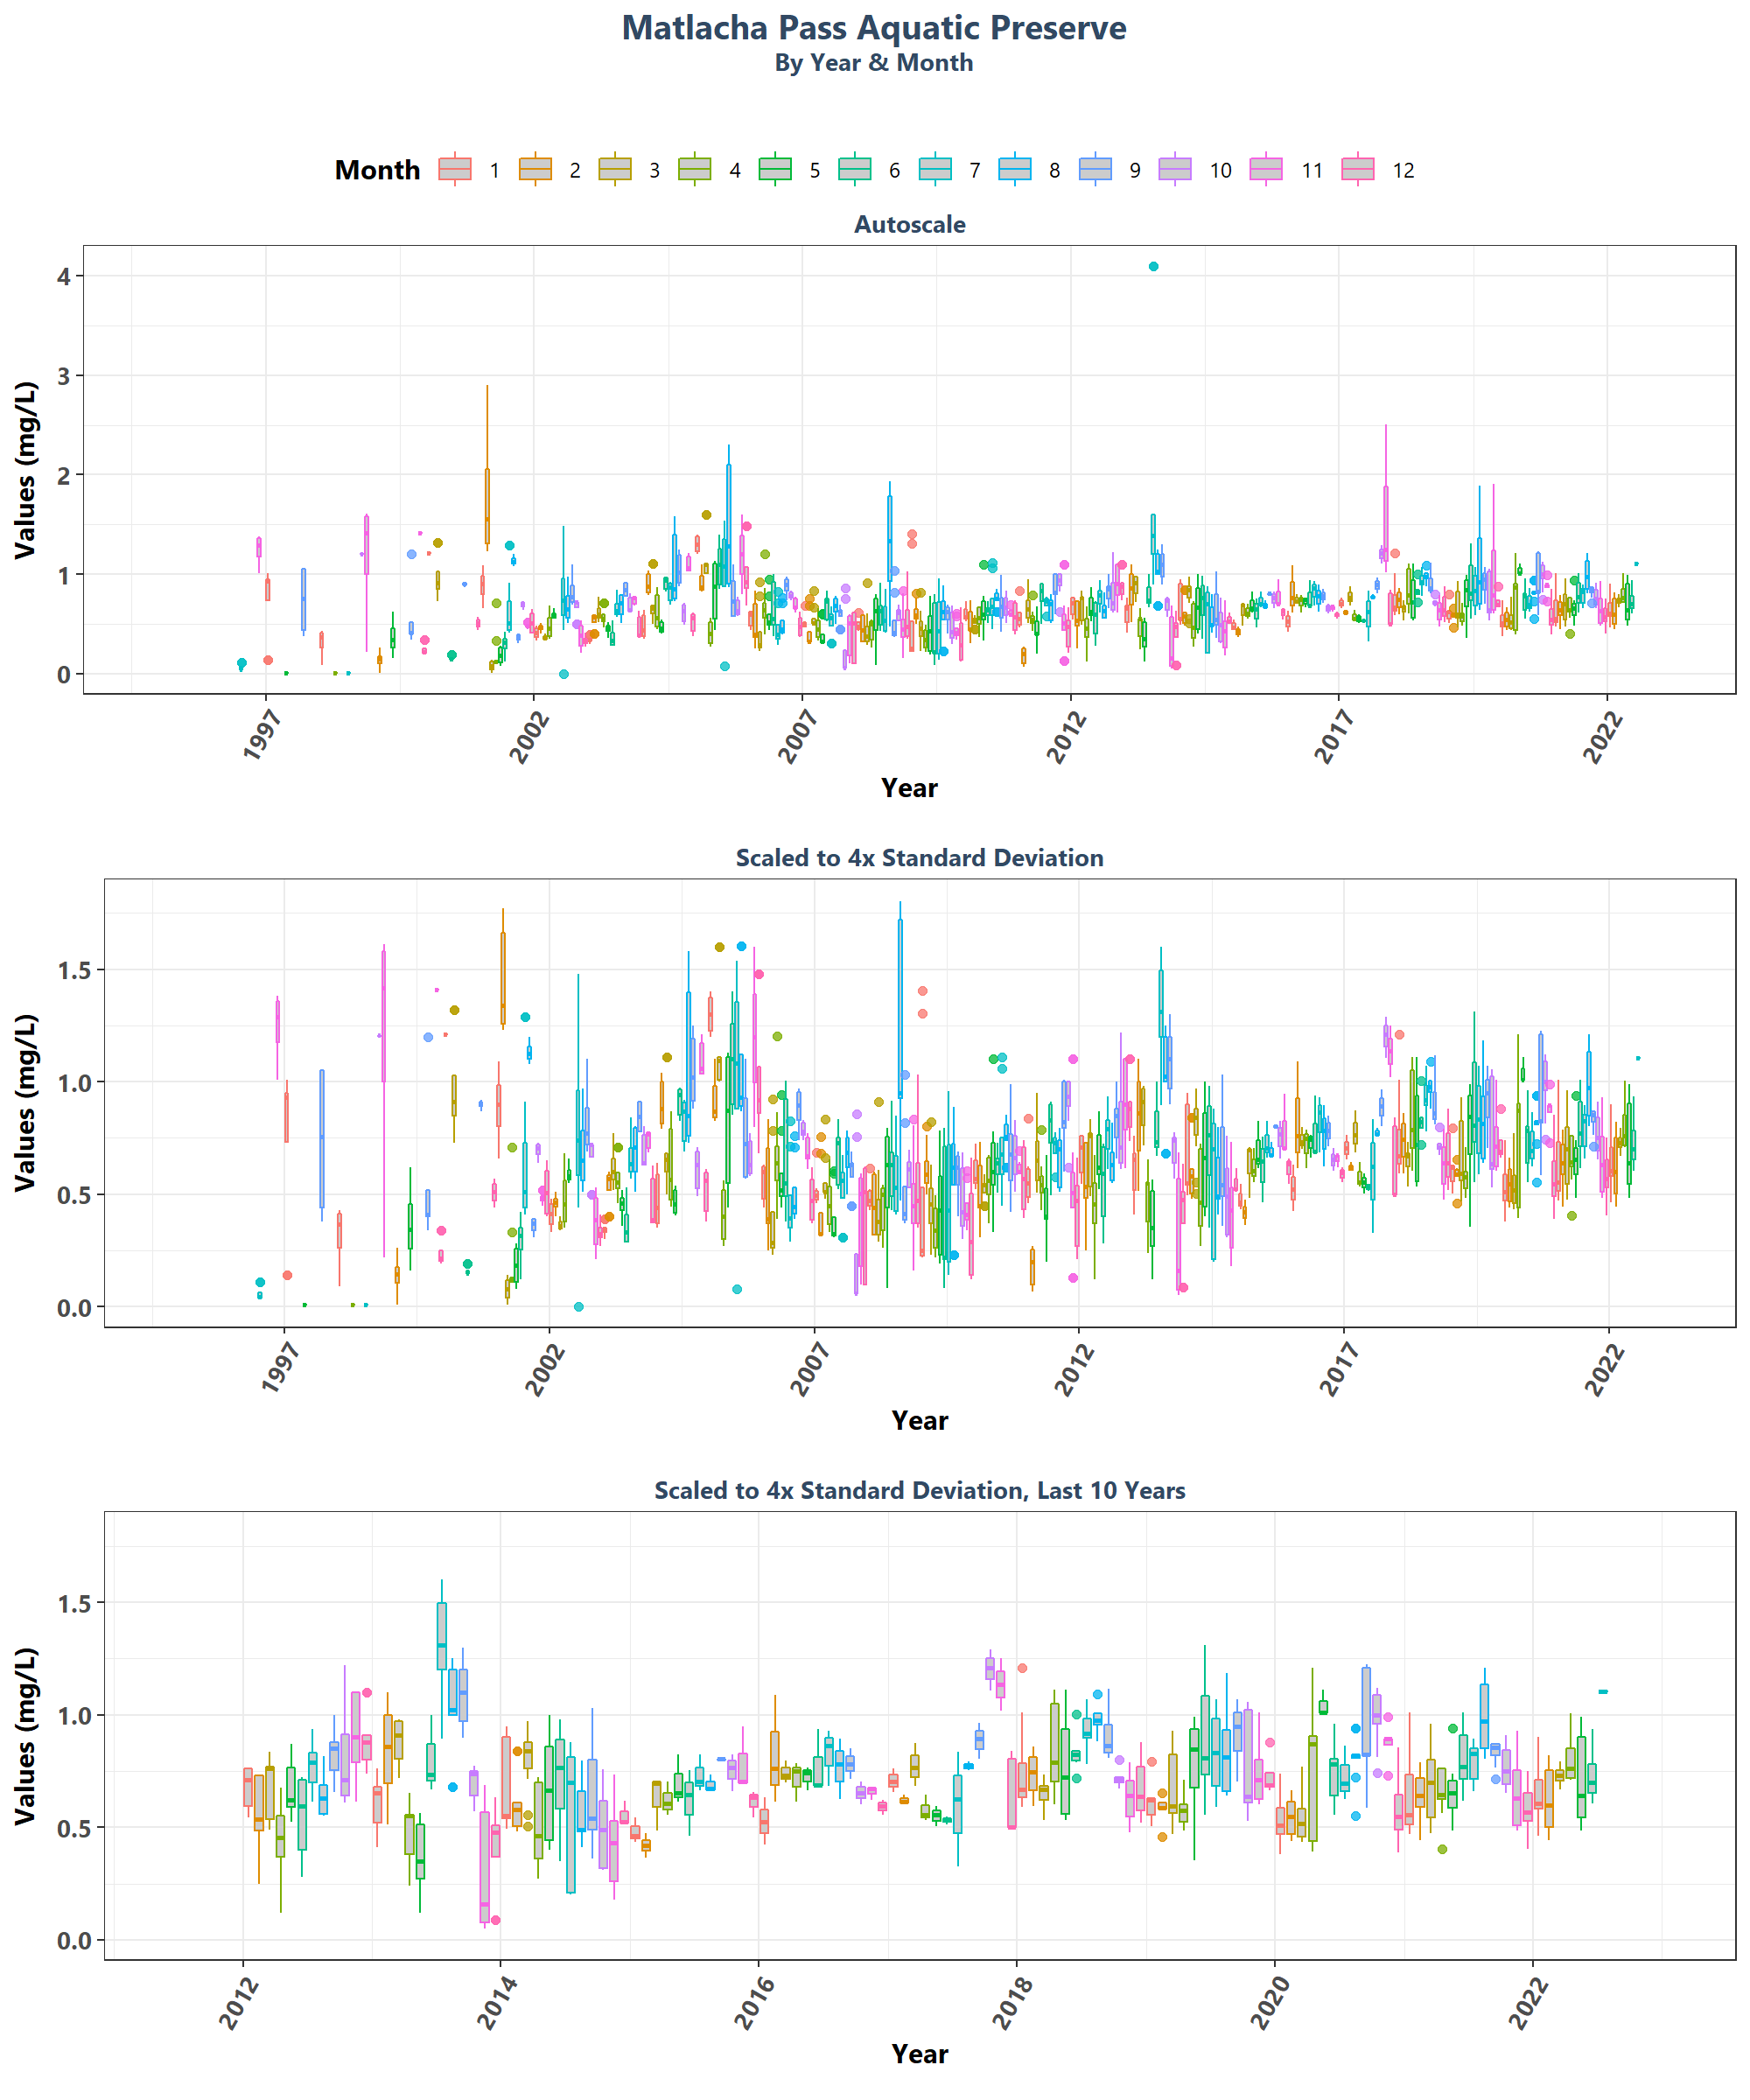 Matlacha Pass Aquatic Preserve
By Year & Month
Month 1 2 3 4 5 6 7 8 9 10 11 12
Autoscale
Values (mg/L)
4
3
2
1
0
1997 2002 2007 2012 2017 2022
Year
Scaled to 4x Standard Deviation
Values (mg/L)
1.5
1.0
0.5
0.0
1997 2002 2007 2012 2017 2022
Year
Scaled to 4x Standard Deviation, Last 10 Years
Values (mg/L)
1.5
1.0
0.5
0.0
2012 2014 2016 2018 2020 2022
Year